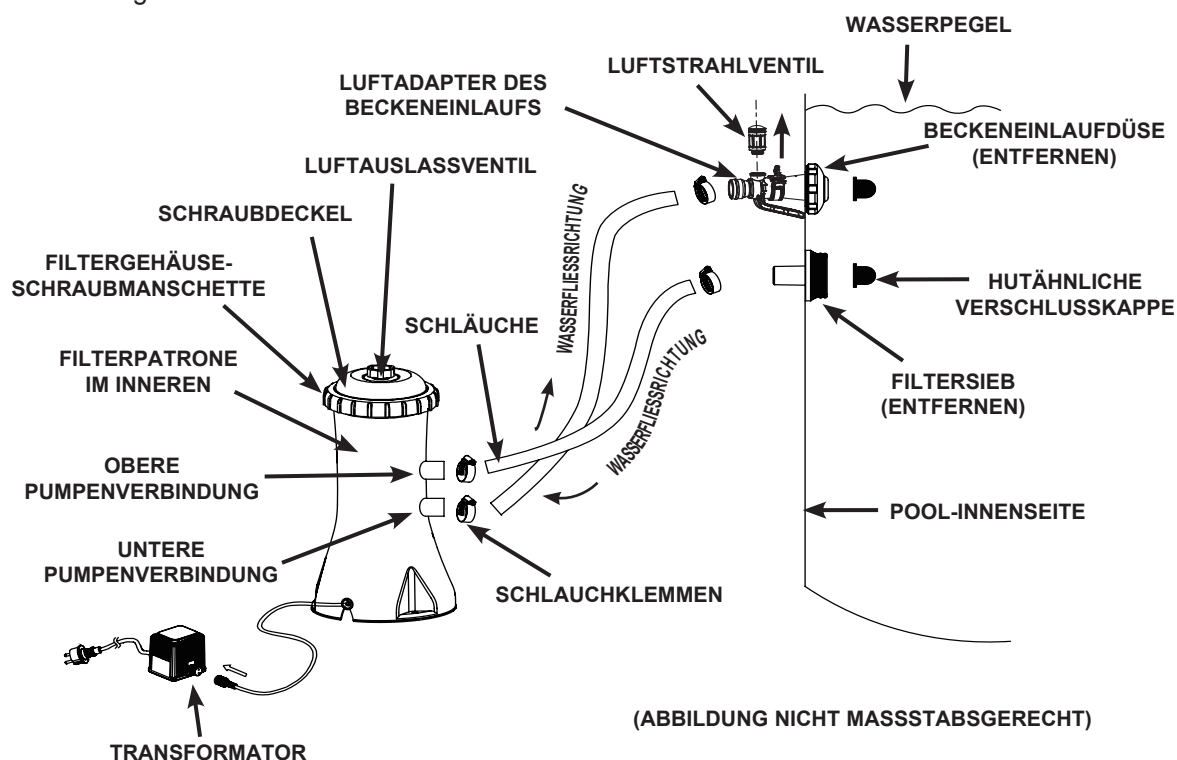 WASSERPEGEL
LUFTSTRAHLVENTIL
LUFTADAPTER DES
BECKENEINLAUFS
BECKENEINLAUFDÜSE
(ENTFERNEN)
LUFTAUSLASSVENTIL
SCHRAUBDECKEL
FILTERGEHÄUSE-
SCHRAUBMANSCHETTE
WASSERFLIESSRICHTUNG
HUTÄHNLICHE
VERSCHLUSSKAPPE
SCHLÄUCHE
WASSERFLIESSRICHTUNG
FILTERPATRONE
IM INNEREN
FILTERSIEB
(ENTFERNEN)
OBERE
PUMPENVERBINDUNG
POOL-INNENSEITE
UNTERE
PUMPENVERBINDUNG
SCHLAUCHKLEMMEN
(ABBILDUNG NICHT MASSSTABSGERECHT)
TRANSFORMATOR